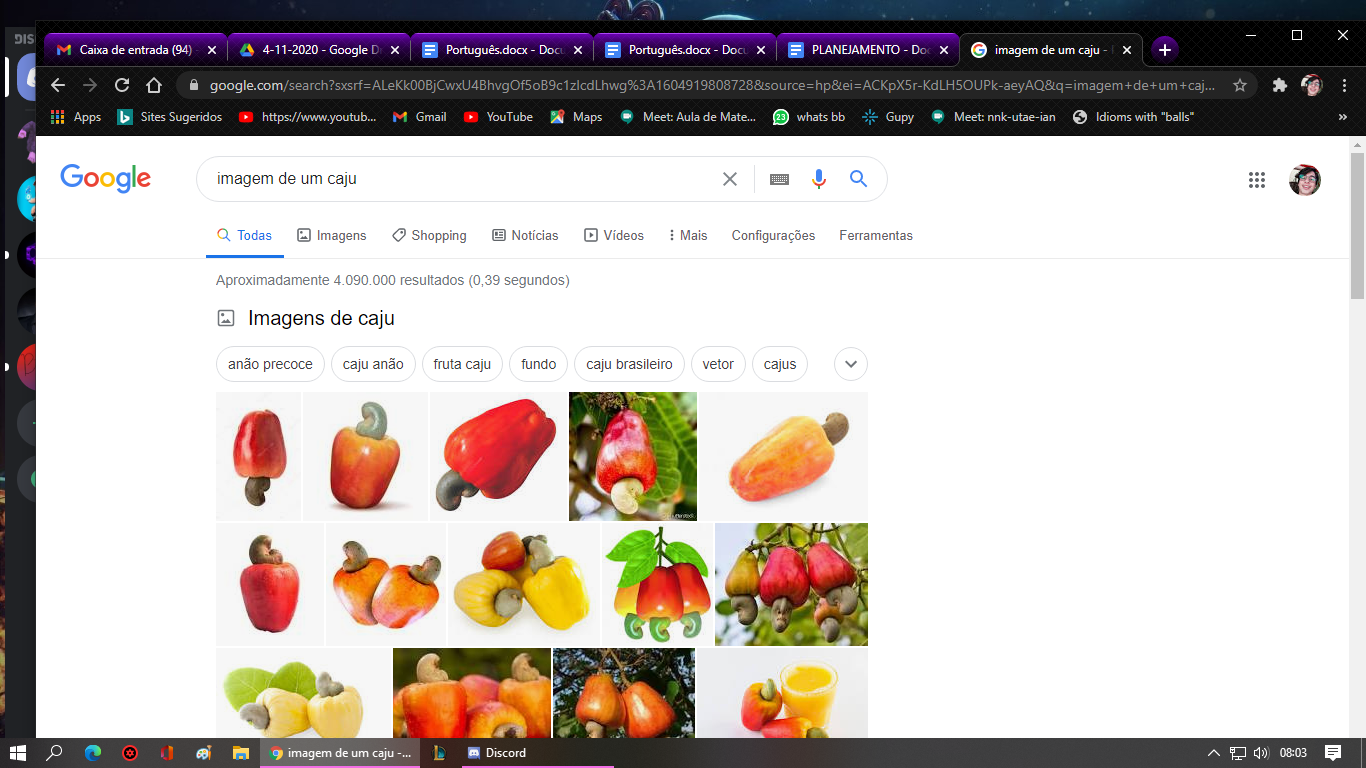 DIS
Caixa de entrada (94) -
4-11-2020 - Google D
Português.docx - Docu
Português.docx - Docu
PLANEJAMENTO - Do
imagem de um caju -
google.com/search?sxsrf=ALeKk00BjCwxU4BhvgOf5oB9c1zlcdLhwg%3A1604919808728&source=hp&ei=ACKpX5r-KdLH5OUPk-aeyAQ&q=imagem+de+um+caj...
Apps
Sites Sugeridos
https://www.youtub...
Gmail
YouTube
Maps
Meet: Aula de Mate...
23
whats bb
Gupy
Meet: nnk-utae-ian
Idioms with "balls"
»
Google
imagem de um caju
Todas
Imagens
Shopping
Notícias
Vídeos
Mais
Configurações
Ferramentas
Aproximadamente 4.090.000 resultados (0,39 segundos)
Imagens de caju
anão precoce
caju anão
fruta caju
fundo
caju brasileiro
vetor
cajus
imagem de um caju -...
Discord
08:03